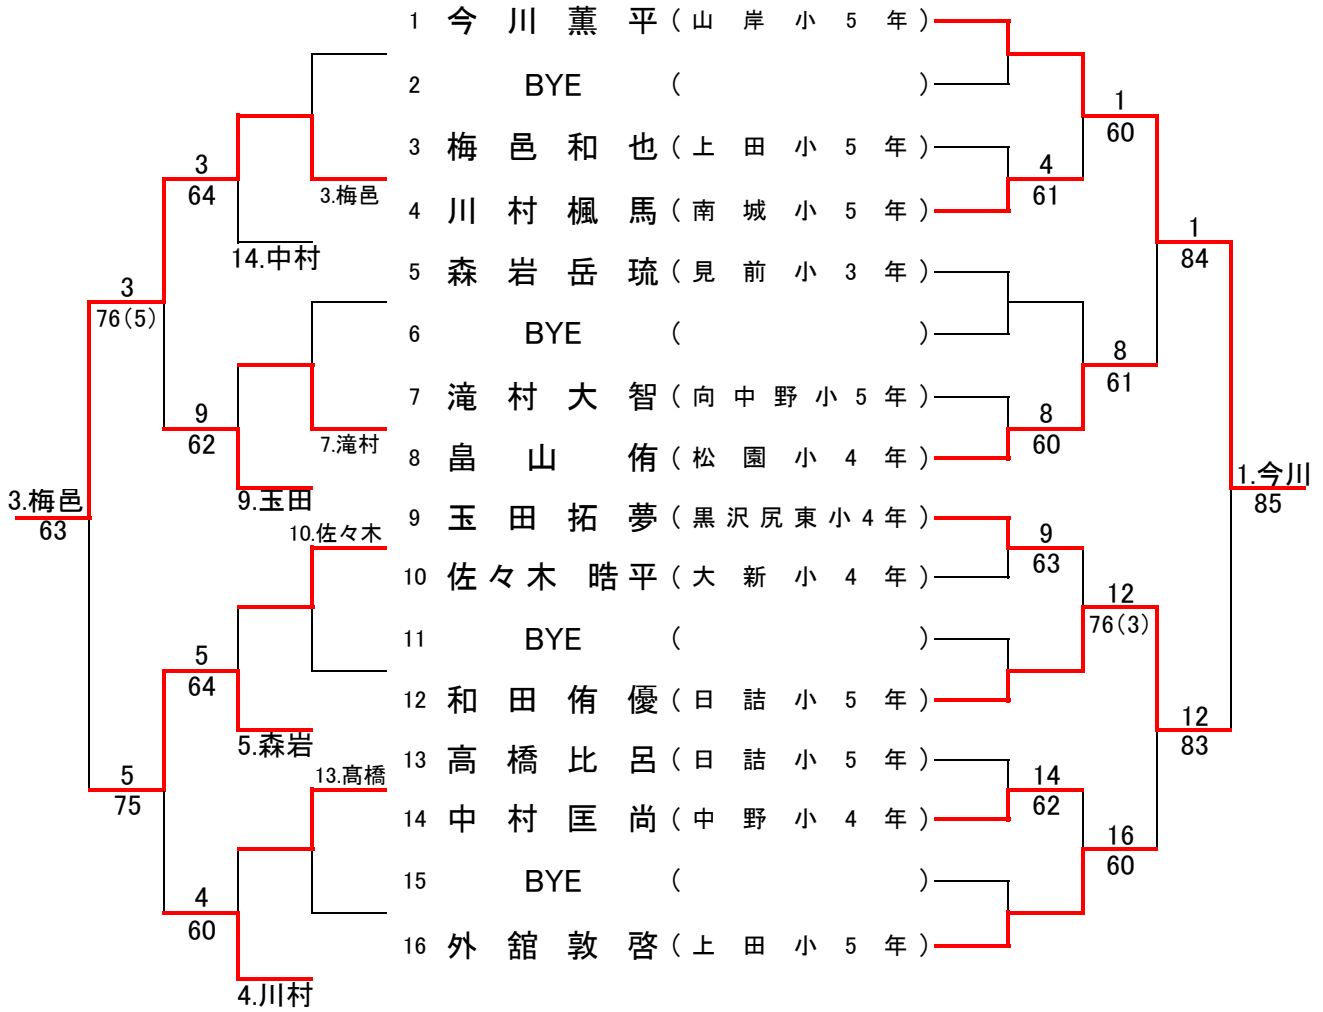 1 今川薫平（山岸小5年）
2 BYE （ ）
3 梅邑和也（上田小5年）
4 川村楓馬（南城小5年）
5 森岩岳琉（見前小3年）
6 BYE （ ）
7 滝村大智（向中野小5年）
8 畠山侑（松園小4年）
9 玉田拓夢（黒沢尻東小4年）
10 佐々木 晧平（大新小4年）
11 BYE （ ）
12 和田侑優（日詰小5年）
13 高橋比呂（日詰小5年）
14 中村匡尚（中野小4年）
15 BYE （ ）
16 外舘敦啓（上田小5年）
3.梅邑
63
3
76(5)
3
64
3.梅邑
14.中村
9
62
7.滝村
9.玉田
5
75
5
64
10.佐々木
5.森岩
4
60
13.髙橋
4.川村
4
61
1
60
8
60
8
61
1
84
9
63
12
76(3)
14
62
16
60
12
83
1.今川
85